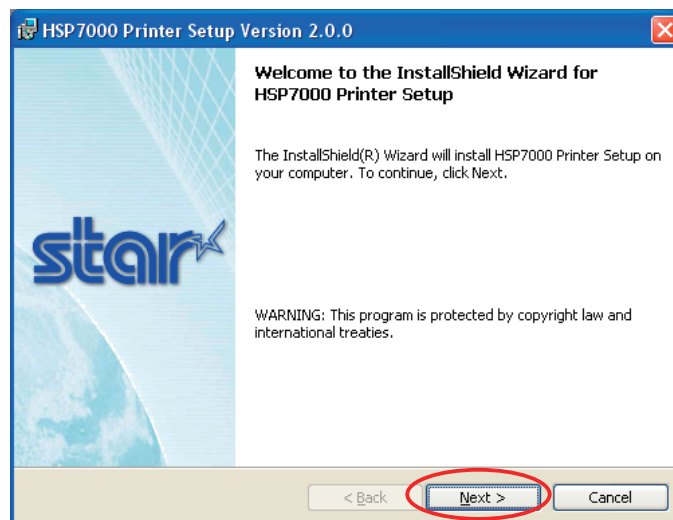 HSP7000 Printer Setup Version 2.0.0
Welcome to the InstallShield Wizard for
HSP7000 Printer Setup
The InstallShield(R) Wizard will install HSP7000 Printer Setup on
your computer. To continue, click Next.
star
WARNING: This program is protected by copyright law and
international treaties.
< Back
Next >
Cancel